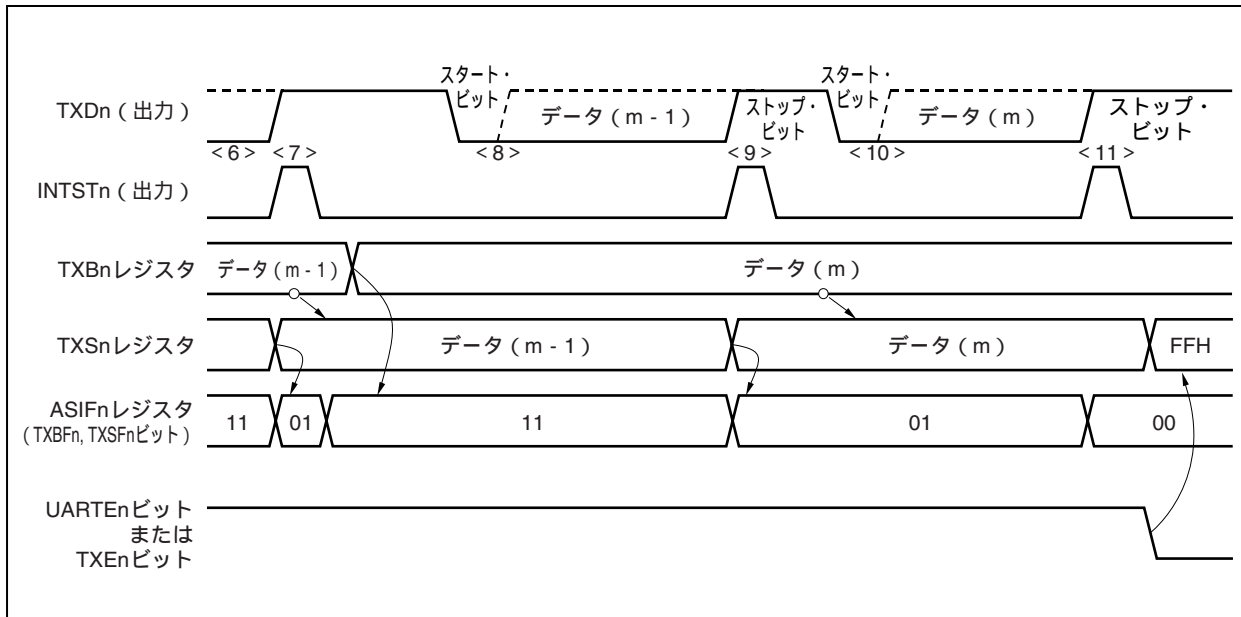 スタート・
ビット
スタート・
ビット
TXDn（出力）
データ（m - 1）
ストップ・
ビット
データ（m）
ストップ・
ビット
<6>
<7>
<8>
<9>
<10>
<11>
INTSTn（出力）
TXBnレジスタ
データ（m - 1）
データ（m）
TXSnレジスタ
データ（m - 1）
データ（m）
FFH
ASIFnレジスタ
（TXBFn, TXSFnビット）
11
01
11
01
00
UARTEnビット
または
TXEnビット